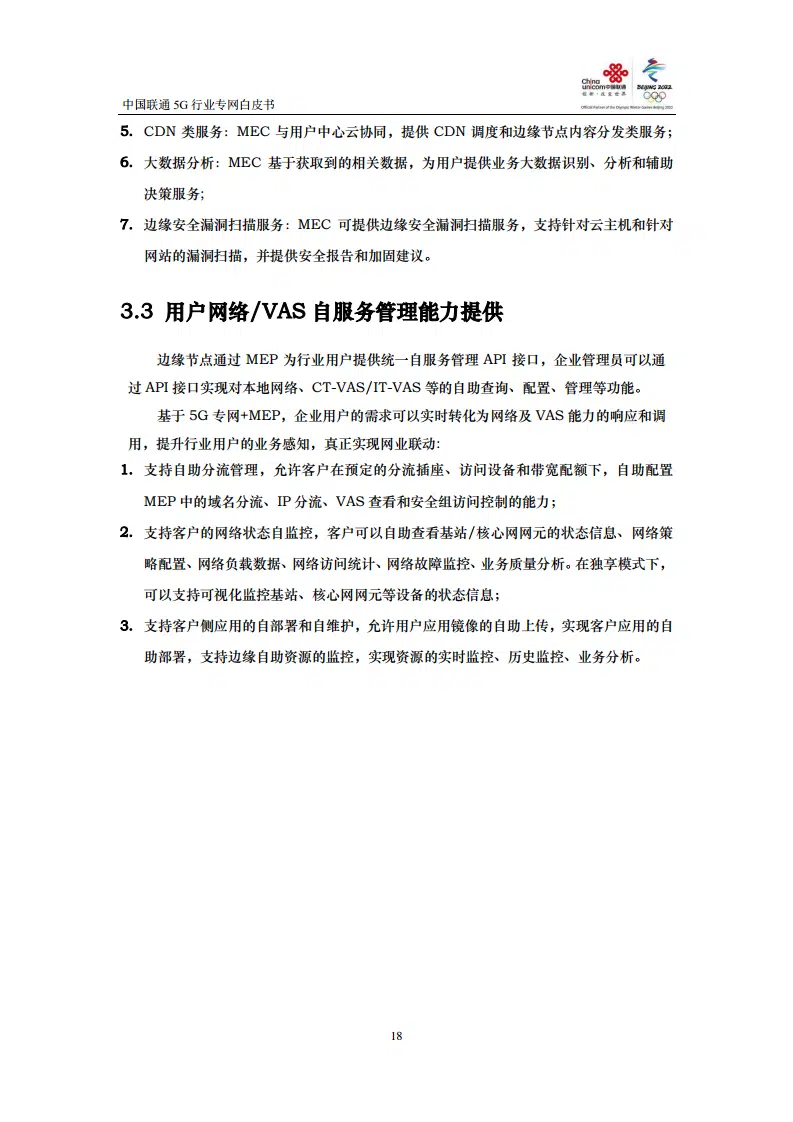 China
unicom中国联通
创新·改变世界
BEIJING 2022
Official Partner of the Olympic Winter Games Beijing 2022
中国联通 5G 行业专网白皮书
5. CDN 类服务：MEC 与用户中心云协同，提供 CDN 调度和边缘节点内容分发类服务；
6. 大数据分析：MEC 基于获取到的相关数据，为用户提供业务大数据识别、分析和辅助
决策服务；
7. 边缘安全漏洞扫描服务：MEC 可提供边缘安全漏洞扫描服务，支持针对云主机和针对
网站的漏洞扫描，并提供安全报告和加固建议。
3.3 用户网络/VAS 自服务管理能力提供
边缘节点通过 MEP 为行业用户提供统一自服务管理 API 接口，企业管理员可以通
过 API 接口实现对本地网络、CT-VAS/IT-VAS 等的自助查询、配置、管理等功能。
基于 5G 专网+MEP，企业用户的需求可以实时转化为网络及 VAS 能力的响应和调
用，提升行业用户的业务感知，真正实现网业联动：
1. 支持自助分流管理，允许客户在预定的分流插座、访问设备和带宽配额下，自助配置
MEP 中的域名分流、IP 分流、VAS 查看和安全组访问控制的能力；
2. 支持客户的网络状态自监控，客户可以自助查看基站/核心网网元的状态信息、网络策
略配置、网络负载数据、网络访问统计、网络故障监控、业务质量分析。在独享模式下，
可以支持可视化监控基站、核心网网元等设备的状态信息；
3. 支持客户侧应用的自部署和自维护，允许用户应用镜像的自助上传，实现客户应用的自
助部署，支持边缘自助资源的监控，实现资源的实时监控、历史监控、业务分析。
18